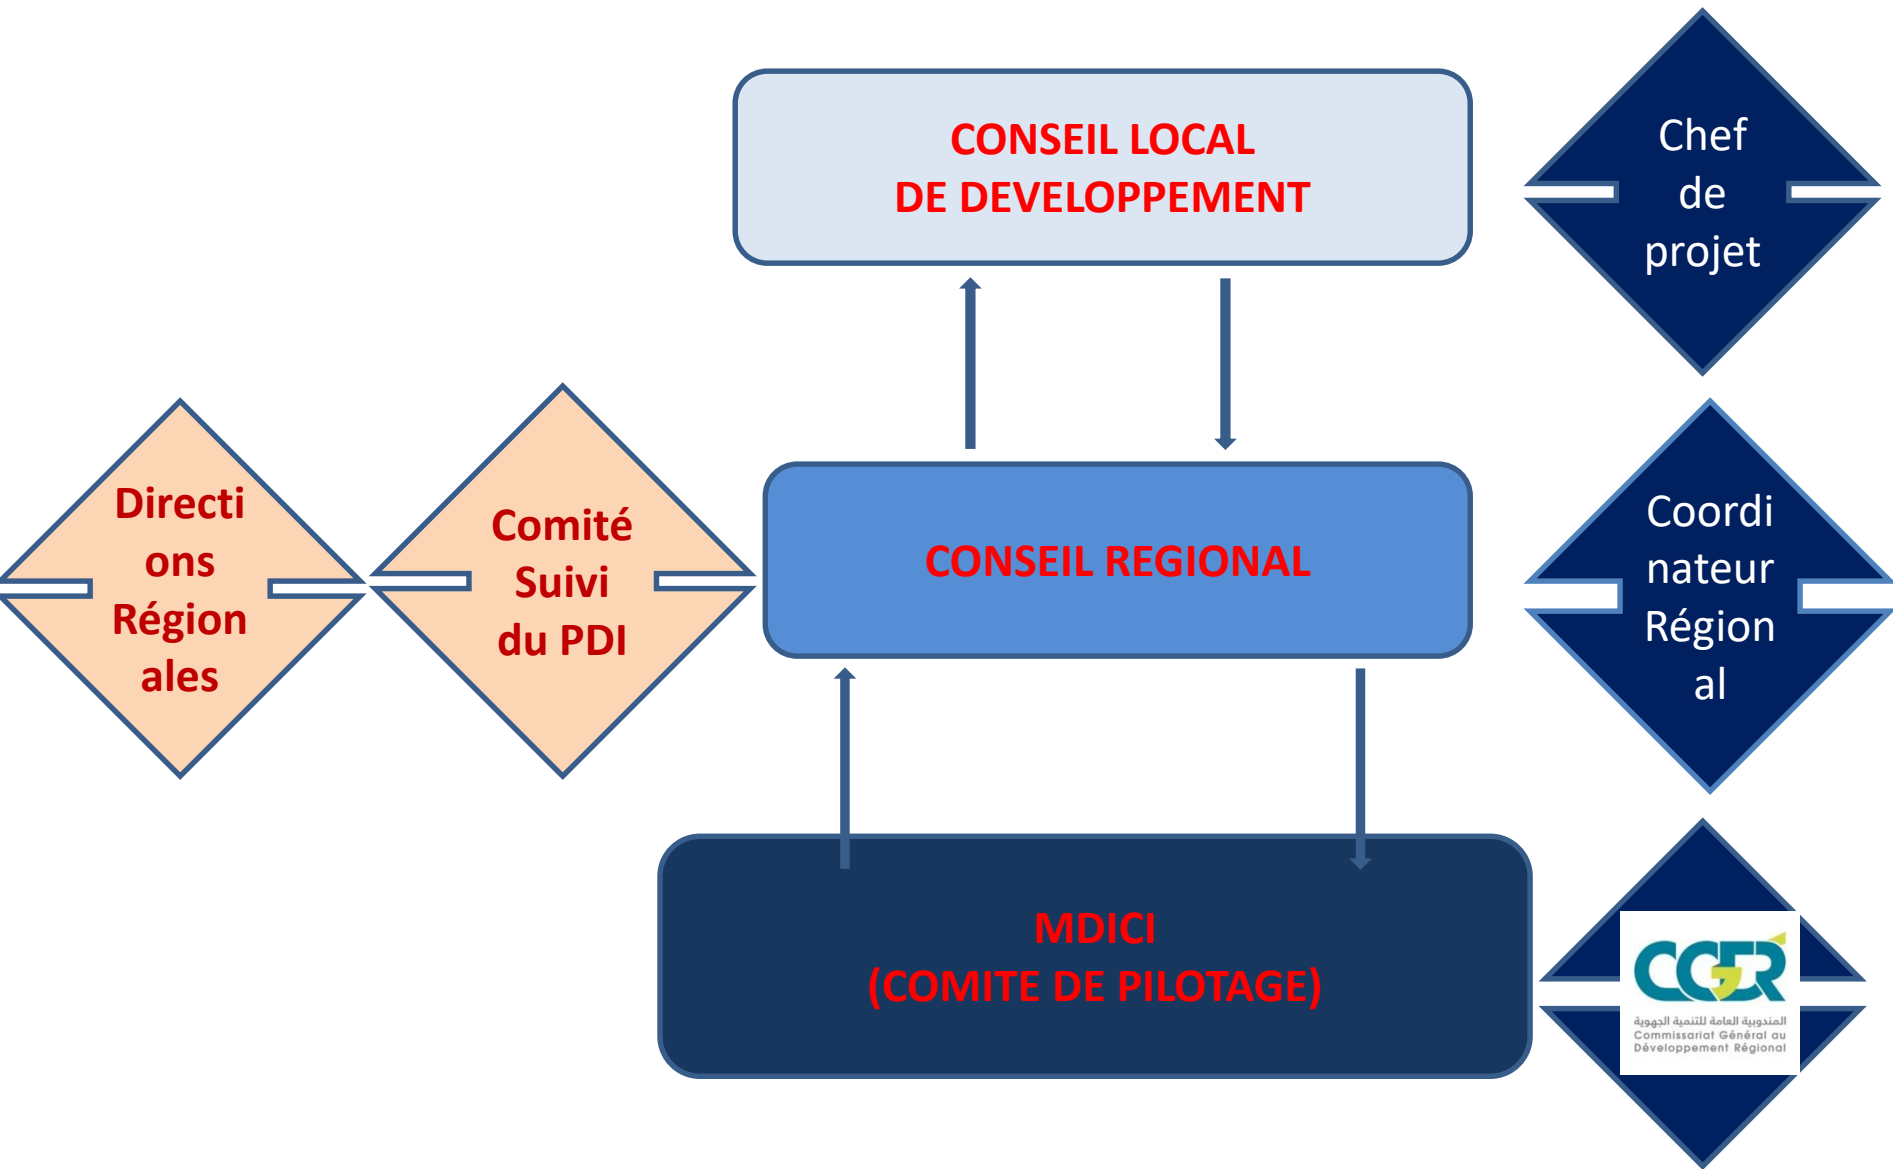 CONSEIL LOCAL
DE DEVELOPPEMENT
Chef
de
projet
Directi
ons
Région
ales
Comité
Suivi
du PDI
CONSEIL REGIONAL
Coordi
nateur
Région
al
MDICI
(COMITE DE PILOTAGE)
CGDR
المندوبية العامة للتنمية الجهوية
Commissariat Général au
Développement Régional